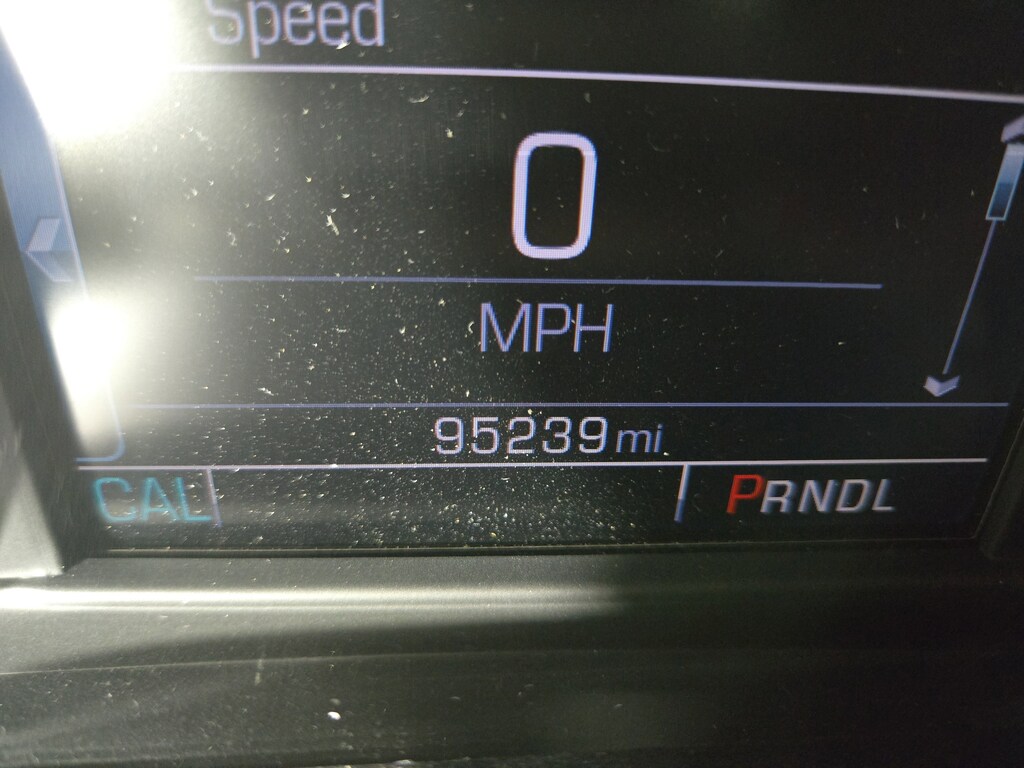 Speed
0
MPH
95239 mi
CAL PRNDL